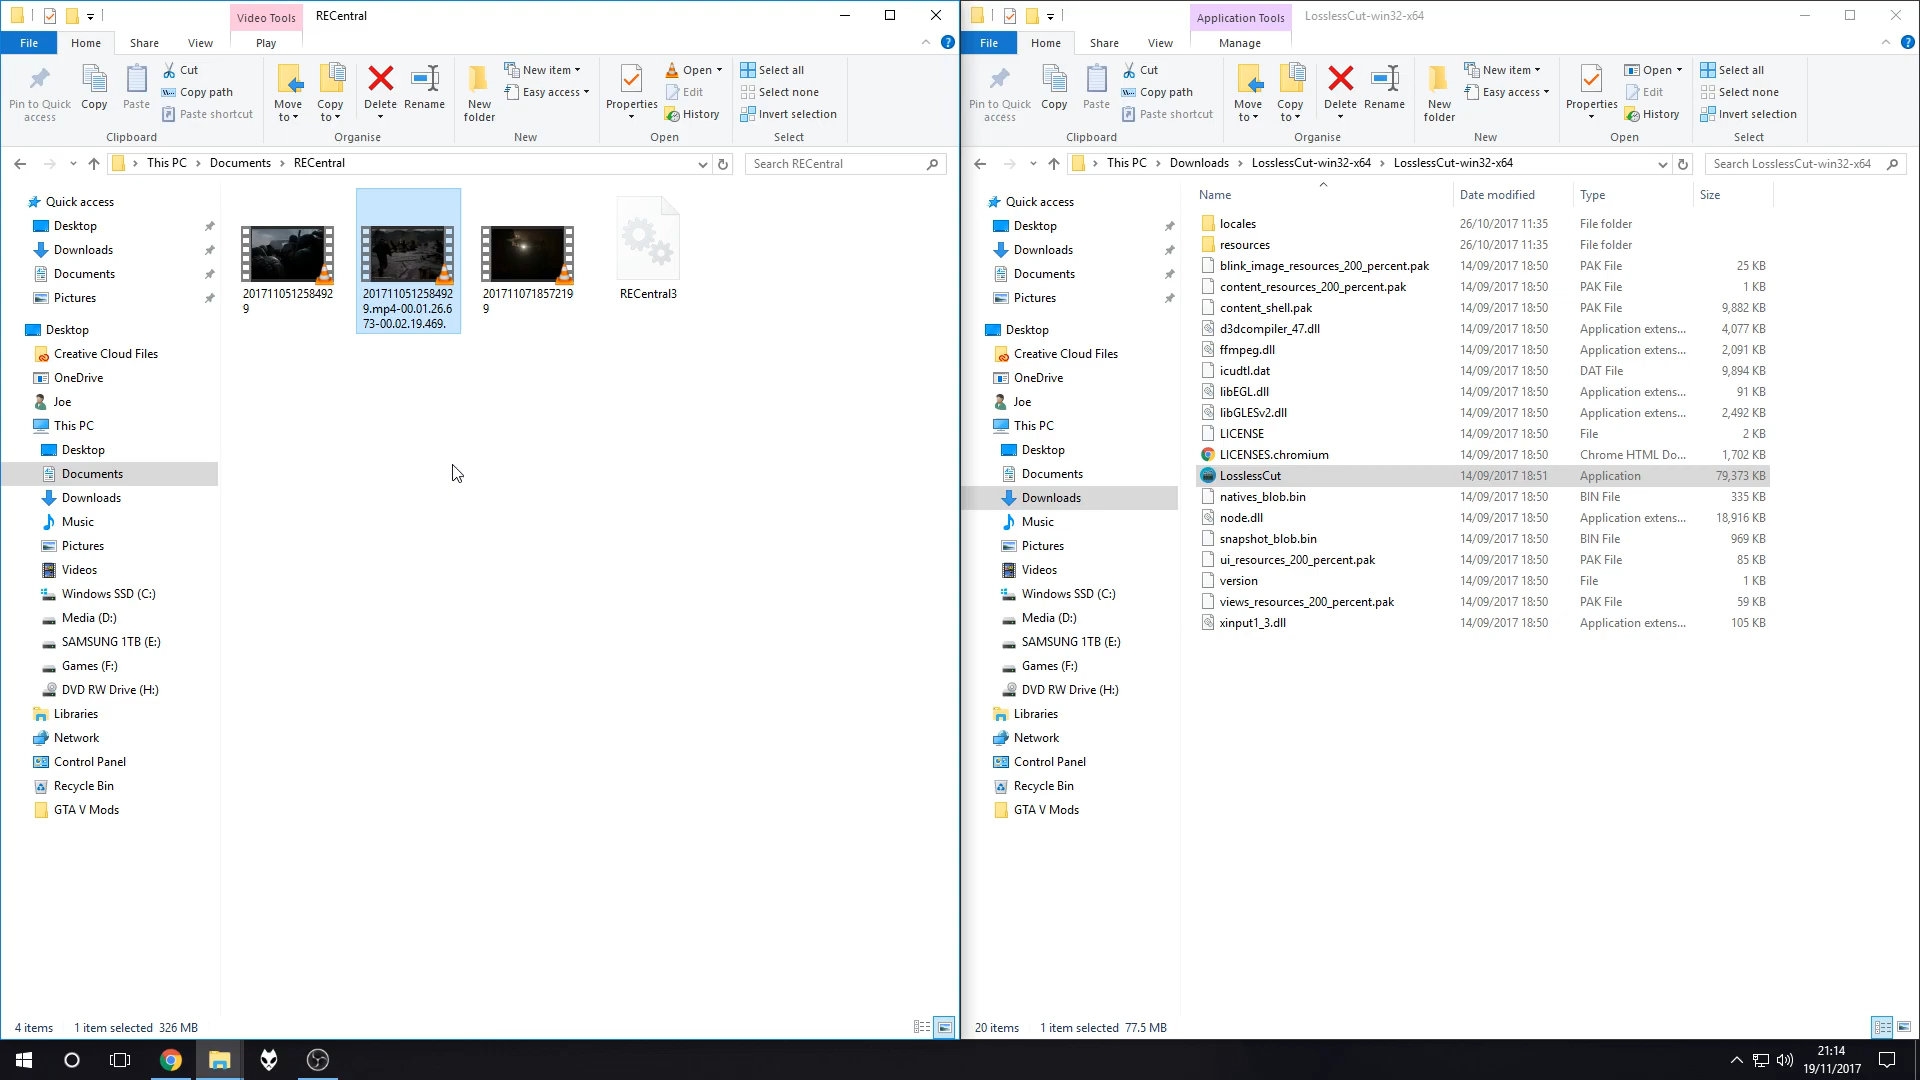 Video Tools
RECentral
File
Home
Share
View
Play
Pin to Quick access
Copy
Paste
Cut
Copy path
Paste shortcut
Clipboard
Move to
Copy to
Delete
Rename
Organise
New folder
New item
Easy access
New
Properties
Open
Edit
History
Open
Select all
Select none
Invert selection
Select
This PC
Documents
RECentral
Search RECentral
Quick access
Desktop
Downloads
Documents
Pictures
Desktop
Creative Cloud Files
OneDrive
Joe
This PC
Desktop
Documents
Downloads
Music
Pictures
Videos
Windows SSD (C:)
Media (D:)
SAMSUNG 1TB (E:)
Games (F:)
DVD RW Drive (H:)
Libraries
Network
Control Panel
Recycle Bin
GTA V Mods
201711051258492
9
201711051258492
9.mp4-00.01.26.6
73-00.02.19.469.
201711071857219
9
RECentral3
4 items 1 item selected 326 MB
Application Tools
LosslessCut-win32-x64
File
Home
Share
View
Manage
Pin to Quick access
Copy
Paste
Cut
Copy path
Paste shortcut
Clipboard
Move to
Copy to
Delete
Rename
Organise
New folder
New item
Easy access
New
Properties
Open
Edit
History
Open
Select all
Select none
Invert selection
Select
This PC
Downloads
LosslessCut-win32-x64
LosslessCut-win32-x64
Search LosslessCut-win32-x64
Quick access
Desktop
Downloads
Documents
Pictures
Desktop
Creative Cloud Files
OneDrive
Joe
This PC
Desktop
Documents
Downloads
Music
Pictures
Videos
Windows SSD (C:)
Media (D:)
SAMSUNG 1TB (E:)
Games (F:)
DVD RW Drive (H:)
Libraries
Network
Control Panel
Recycle Bin
GTA V Mods
Name Date modified Type Size
locales 26/10/2017 11:35 File folder
resources 26/10/2017 11:35 File folder
blink_image_resources_200_percent.pak 14/09/2017 18:50 PAK File 25 KB
content_resources_200_percent.pak 14/09/2017 18:50 PAK File 1 KB
content_shell.pak 14/09/2017 18:50 PAK File 9,882 KB
d3dcompiler_47.dll 14/09/2017 18:50 Application extens... 4,077 KB
ffmpeg.dll 14/09/2017 18:50 Application extens... 2,091 KB
icudtl.dat 14/09/2017 18:50 DAT File 9,894 KB
libEGL.dll 14/09/2017 18:50 Application extens... 91 KB
libGLESv2.dll 14/09/2017 18:50 Application extens... 2,492 KB
LICENSE 14/09/2017 18:50 File 2 KB
LICENSES.chromium 14/09/2017 18:50 Chrome HTML Do... 1,702 KB
LosslessCut 14/09/2017 18:51 Application 79,373 KB
natives_blob.bin 14/09/2017 18:50 BIN File 335 KB
node.dll 14/09/2017 18:50 Application extens... 18,916 KB
snapshot_blob.bin 14/09/2017 18:50 BIN File 969 KB
ui_resources_200_percent.pak 14/09/2017 18:50 PAK File 85 KB
version 14/09/2017 18:50 File 1 KB
views_resources_200_percent.pak 14/09/2017 18:50 PAK File 59 KB
xinput1_3.dll 14/09/2017 18:50 Application extens... 105 KB
20 items 1 item selected 77.5 MB
21:14
19/11/2017